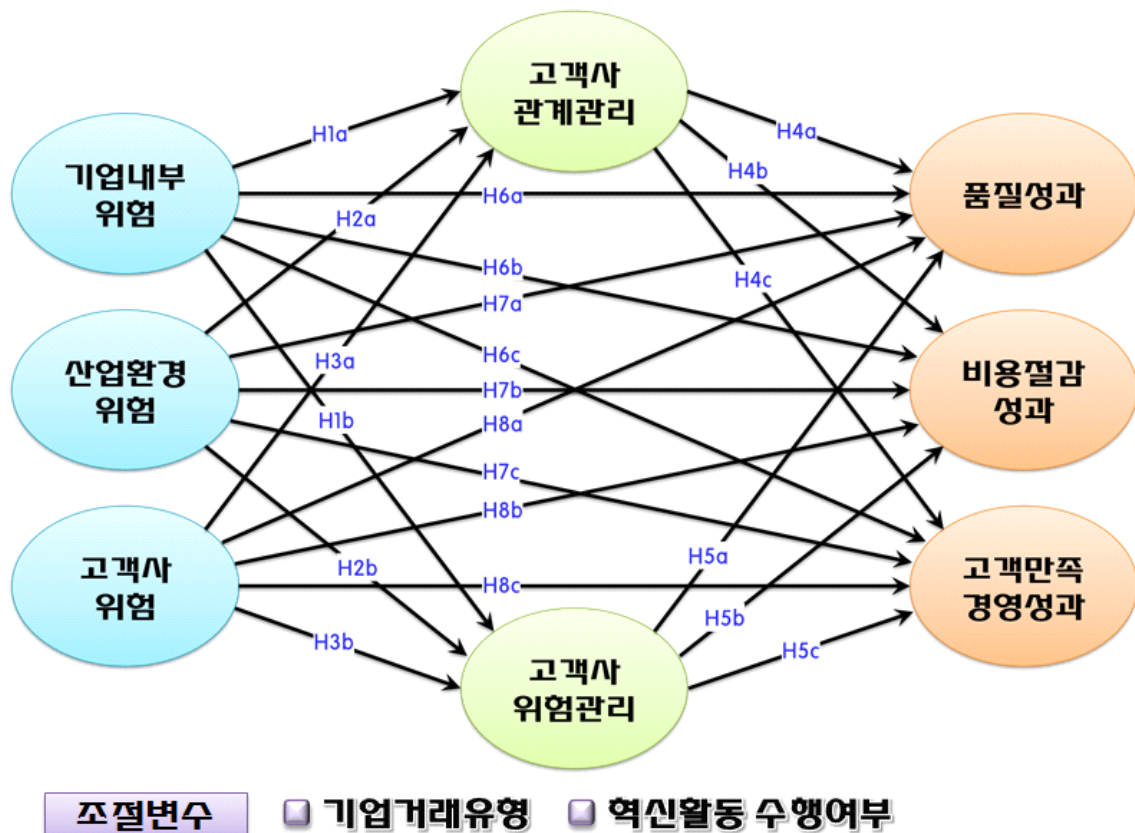 고객사
관계관리
H1a
H4a
기업내부
위험
H4b
품질성과
H6a
H2a
H6b
H4c
H7a
H6c
H3a
산업환경
위험
H7b
비용절감
성과
H1b
H8a
H7c
H8b
H5a
고객사
위험
H2b
H8c
고객만족
경영성과
H5b
H3b
H5c
고객사
위험관리
조절변수 기업거래유형 혁신활동 수행여부